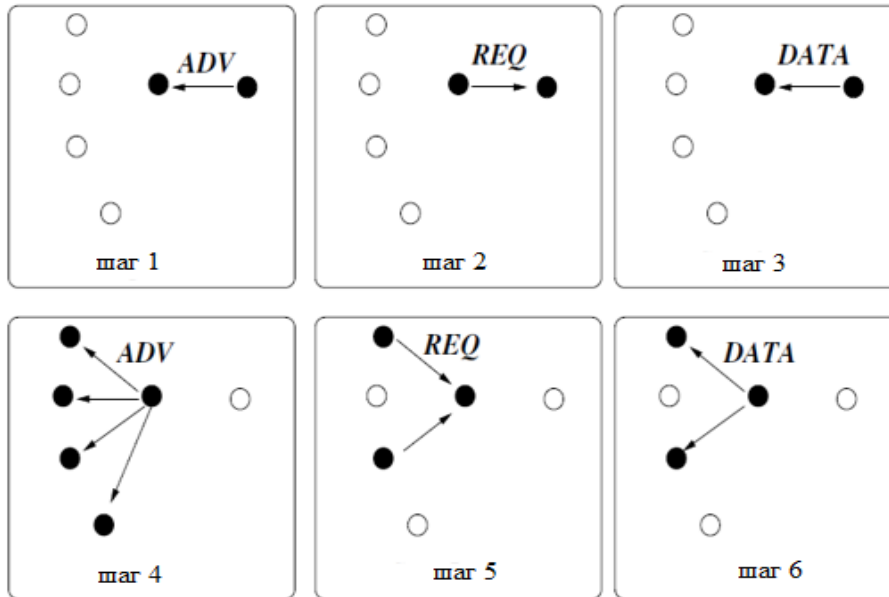 ADV
REQ
DATA
шаг 1
шаг 2
шаг 3
ADV
REQ
DATA
шаг 4
шаг 5
шаг 6